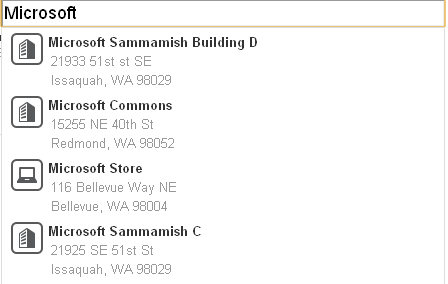 Microsoft
Microsoft Sammamish Building D
21933 51st st SE
Issaquah, WA 98029
Microsoft Commons
15255 NE 40th St
Redmond, WA 98052
Microsoft Store
116 Bellevue Way NE
Bellevue, WA 98004
Microsoft Sammamish C
21925 SE 51st St
Issaquah, WA 98029